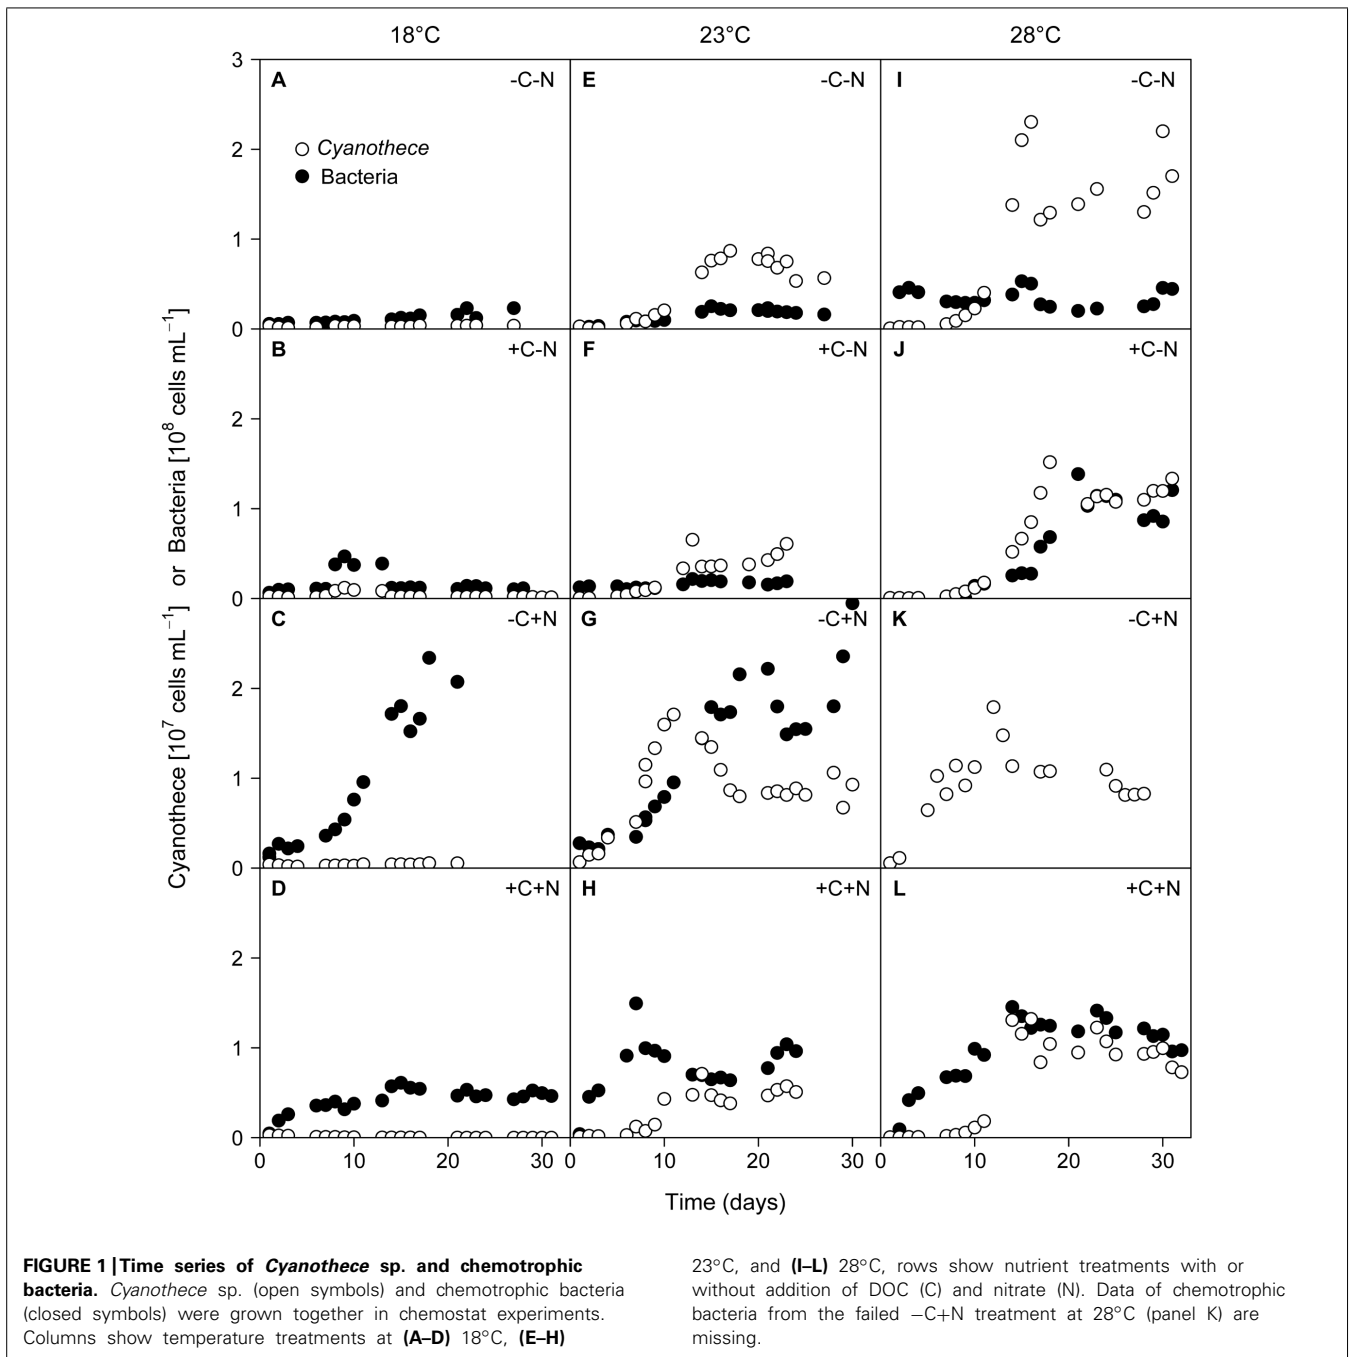 18°C 23°C 28°C
3
A -C-N E -C-N I -C-N
Cyanothece
Bacteria
2
1
0
B +C-N F +C-N J +C-N
2
1
0
C -C+N G -C+N K -C+N
2
1
0
D +C+N H +C+N L +C+N
2
1
0
0 10 20 30 0 10 20 30 0 10 20 30
Time (days)
Cyanothece [10⁷ cells mL⁻¹] or Bacteria [10⁸ cells mL⁻¹]
FIGURE 1 | Time series of Cyanothece sp. and chemotrophic
bacteria. Cyanothece sp. (open symbols) and chemotrophic bacteria
(closed symbols) were grown together in chemostat experiments.
Columns show temperature treatments at (A–D) 18°C, (E–H)
23°C, and (I–L) 28°C, rows show nutrient treatments with or
without addition of DOC (C) and nitrate (N). Data of chemotrophic
bacteria from the failed −C+N treatment at 28°C (panel K) are
missing.